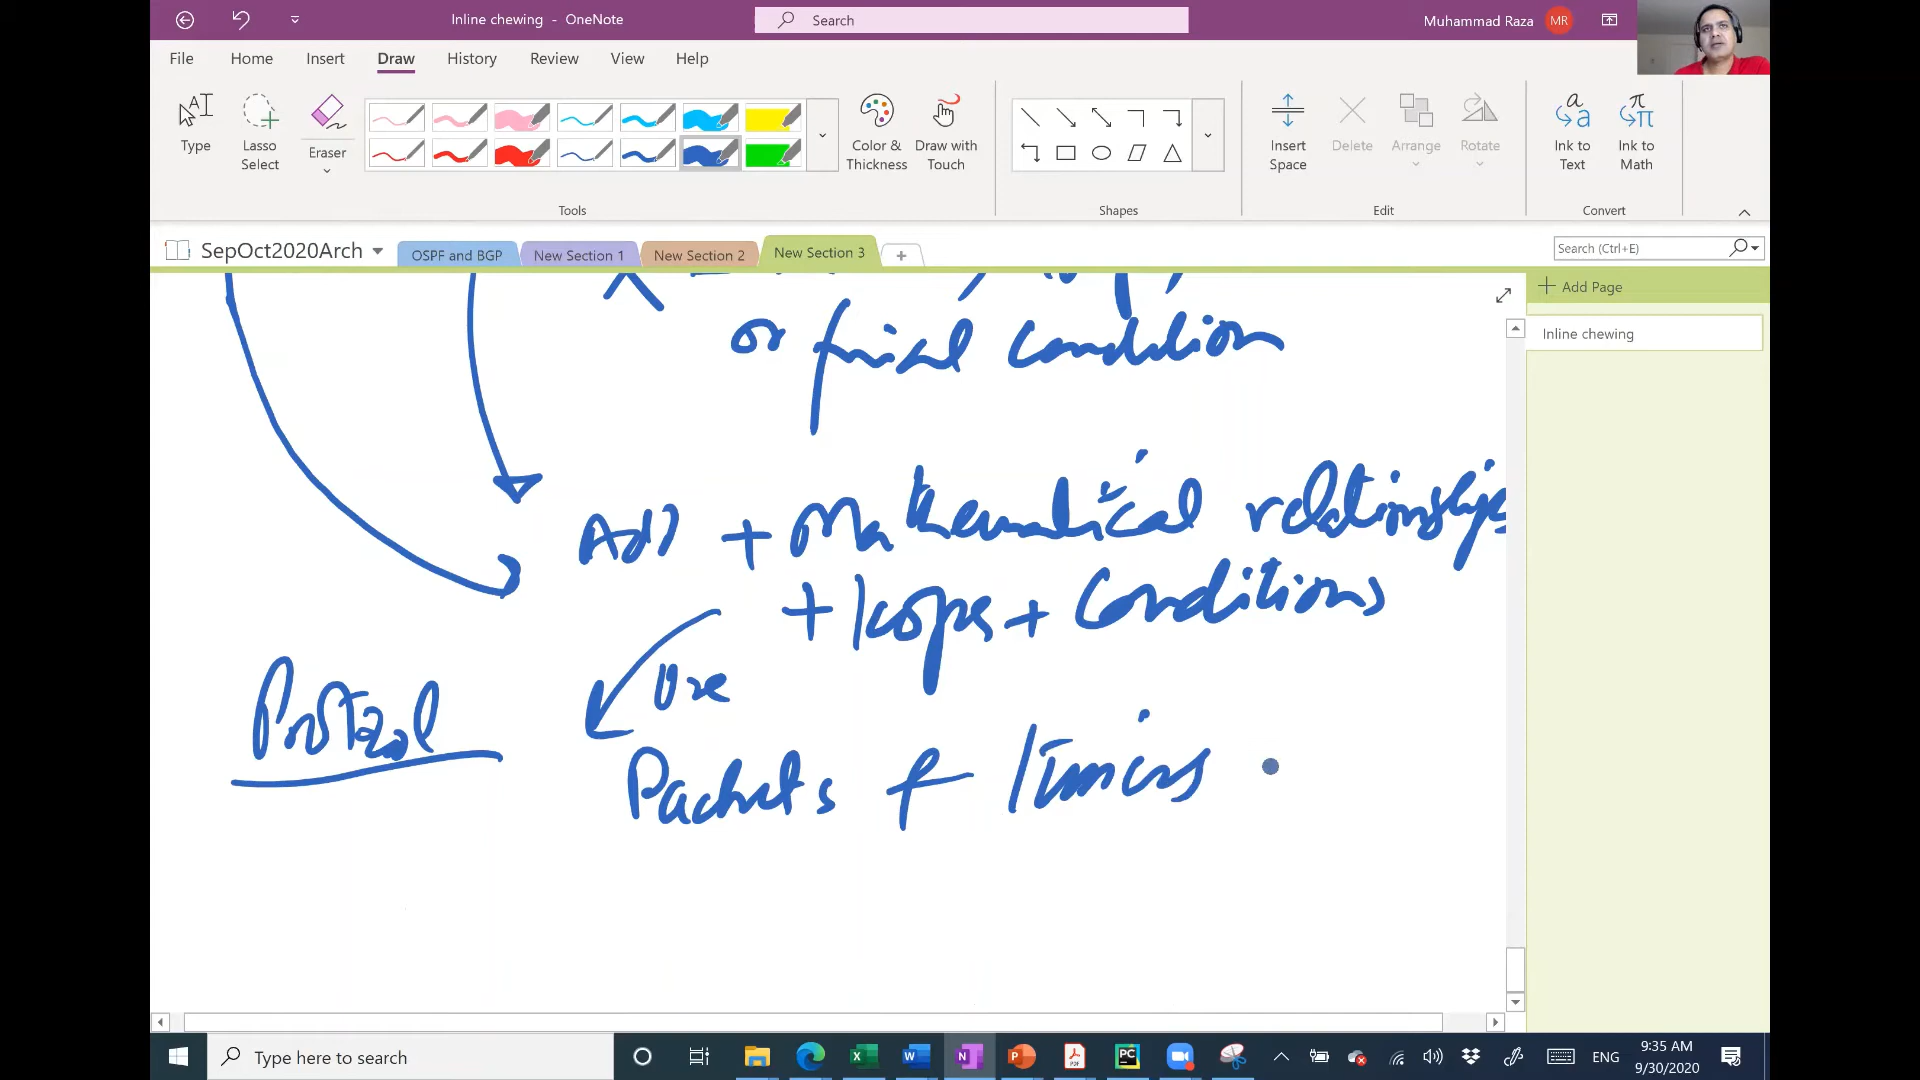 Inline chewing - OneNote
Search
Muhammad Raza
MR
File Home Insert Draw History Review View Help
Type
Lasso Select
Eraser
Color & Thickness
Draw with Touch
Insert Space
Delete
Arrange
Rotate
Ink to Text
Ink to Math
Tools
Shapes
Edit
Convert
SepOct2020Arch
OSPF and BGP
New Section 1
New Section 2
New Section 3
Search (Ctrl+E)
Add Page
Inline chewing
or final condition
+ Mathematical relationships
+ + Conditions
Use
Protocol
Packets + Timers
Type here to search
ENG
9:35 AM
9/30/2020